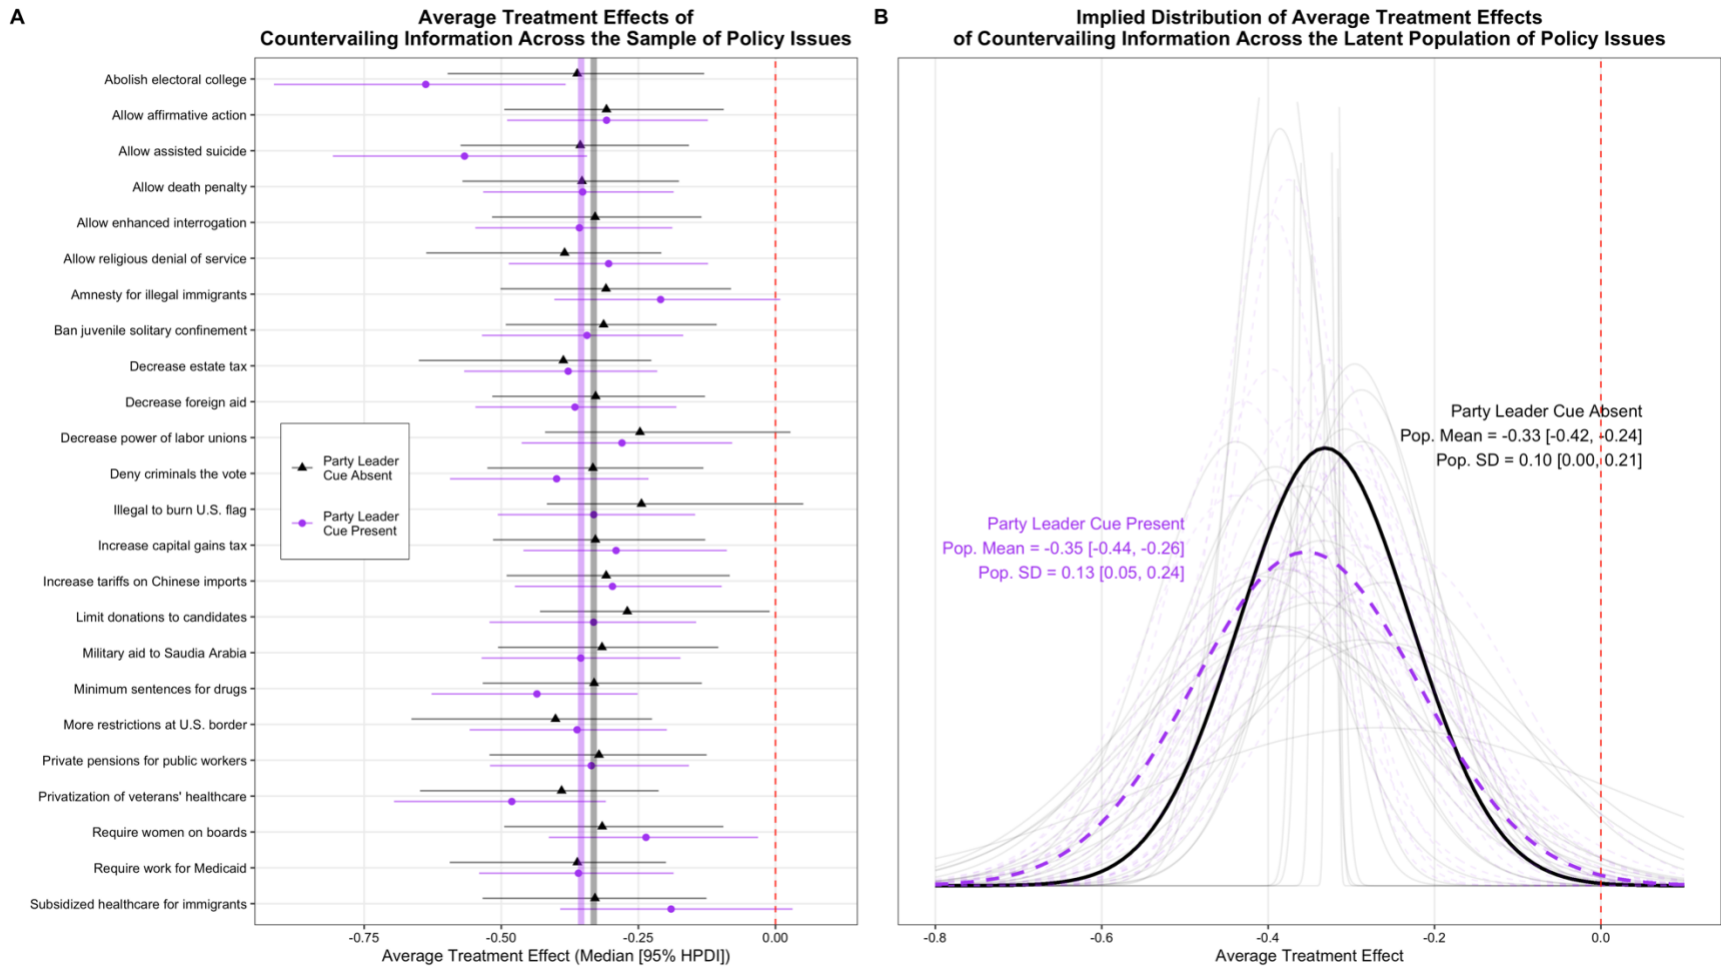 A
Average Treatment Effects of
Countervailing Information Across the Sample of Policy Issues
Abolish electoral college
Allow affirmative action
Allow assisted suicide
Allow death penalty
Allow enhanced interrogation
Allow religious denial of service
Amnesty for illegal immigrants
Ban juvenile solitary confinement
Decrease estate tax
Decrease foreign aid
Decrease power of labor unions
Deny criminals the vote
Illegal to burn U.S. flag
Increase capital gains tax
Increase tariffs on Chinese imports
Limit donations to candidates
Military aid to Saudia Arabia
Minimum sentences for drugs
More restrictions at U.S. border
Private pensions for public workers
Privatization of veterans' healthcare
Require women on boards
Require work for Medicaid
Subsidized healthcare for immigrants
Party Leader
Cue Absent
Party Leader
Cue Present
-0.75 -0.50 -0.25 0.00
Average Treatment Effect (Median [95% HPDI])
B
Implied Distribution of Average Treatment Effects
of Countervailing Information Across the Latent Population of Policy Issues
Party Leader Cue Absent
Pop. Mean = -0.33 [-0.42, -0.24]
Pop. SD = 0.10 [0.00, 0.21]
Party Leader Cue Present
Pop. Mean = -0.35 [-0.44, -0.26]
Pop. SD = 0.13 [0.05, 0.24]
-0.8 -0.6 -0.4 -0.2 0.0
Average Treatment Effect